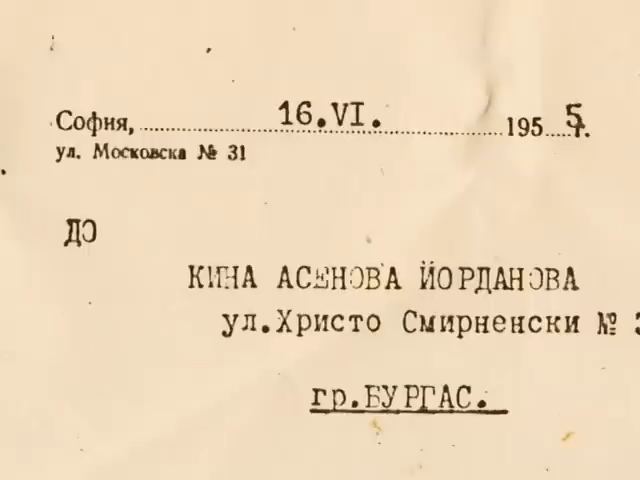 София, 16.VI. 1955 г.
ул. Московска № 31
ДО
КИНА АСЕНОВА ЙОРДАНОВА
ул.Христо Смирненски №
гр.БУРГАС.